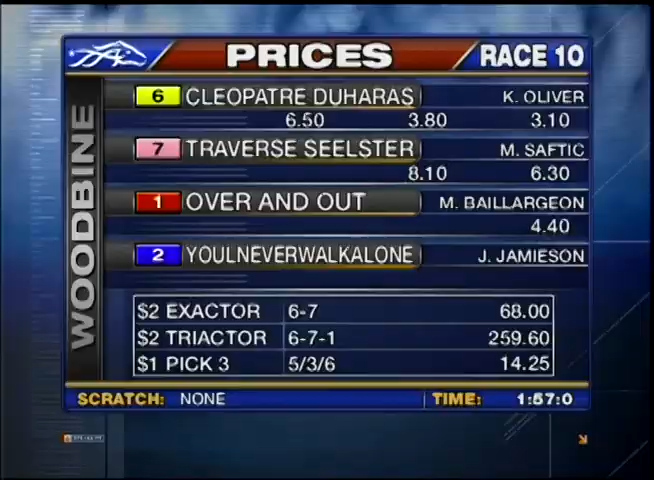 PRICES
RACE 10
WOODBINE
6 CLEOPATRE DUHARAS K. OLIVER
6.50 3.80 3.10
7 TRAVERSE SEELSTER M. SAFTIC
8.10 6.30
1 OVER AND OUT M. BAILLARGEON
4.40
2 YOULNEVERWALKALONE J. JAMIESON
$2 EXACTOR 6-7 68.00
$2 TRIACTOR 6-7-1 259.60
$1 PICK 3 5/3/6 14.25
SCRATCH: NONE TIME: 1:57:0